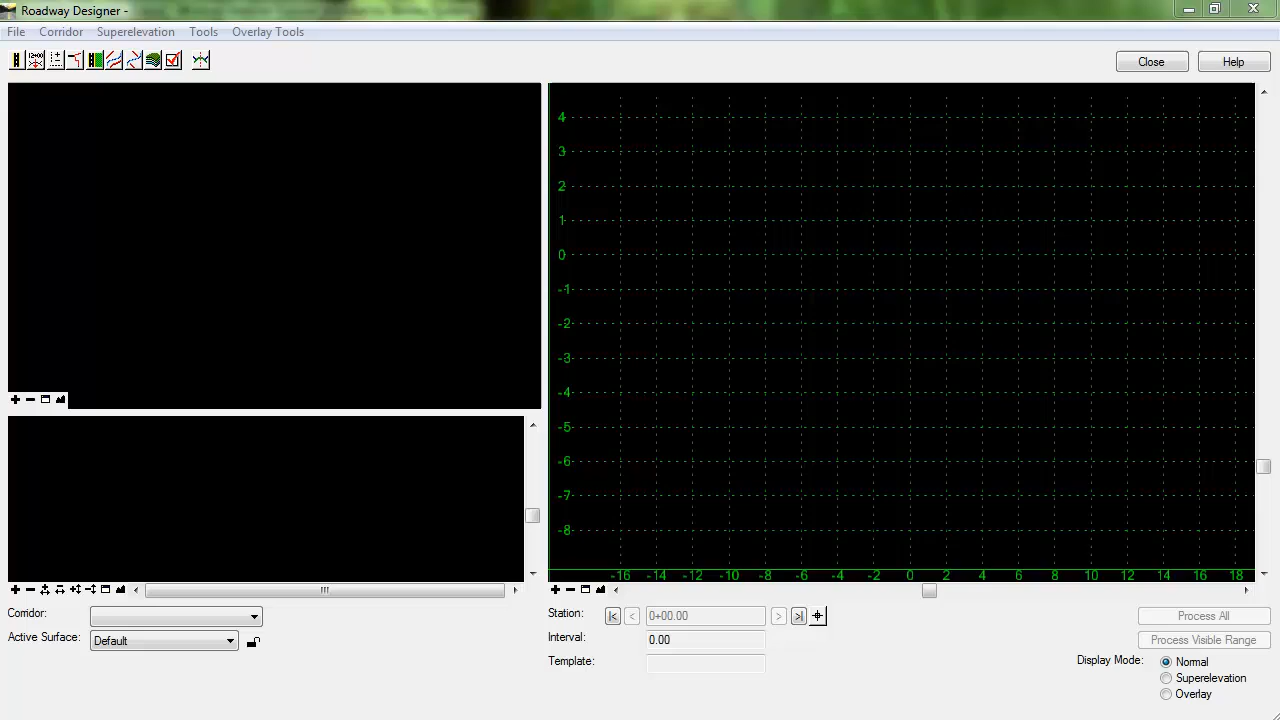 Roadway Designer -
File Corridor Superelevation Tools Overlay Tools
Close Help
4
3
2
1
0
-1
-2
-3
-4
-5
-6
-7
-8
-16 -14 -12 -10 -8 -6 -4 -2 0 2 4 6 8 10 12 14 16 18
Corridor:
Active Surface: Default
Station: |< < 0+00.00 > >|
Interval: 0.00
Template:
Process All
Process Visible Range
Display Mode: Normal
Superelevation
Overlay